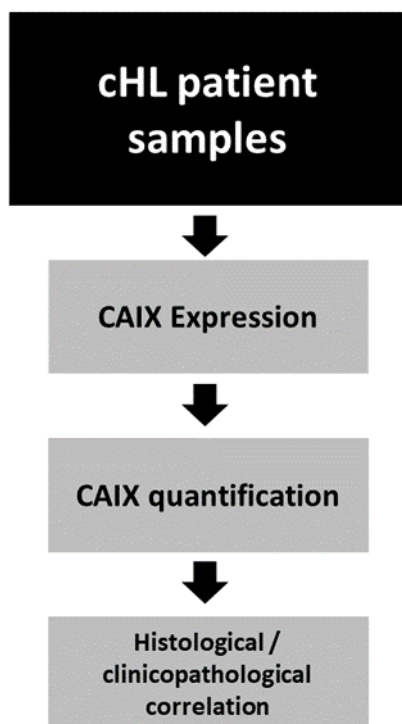 cHL patient
samples
CAIX Expression
CAIX quantification
Histological /
clinicopathological
correlation